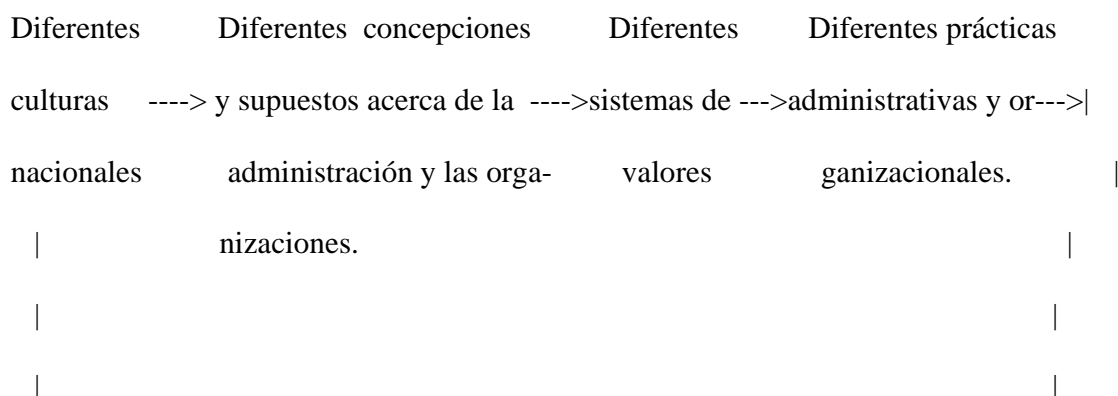 Diferentes Diferentes concepciones Diferentes Diferentes prácticas
culturas ----> y supuestos acerca de la ---->sistemas de --->administrativas y or--->|
nacionales administración y las orga- valores ganizacionales. |
| nizaciones. |
| |
| |